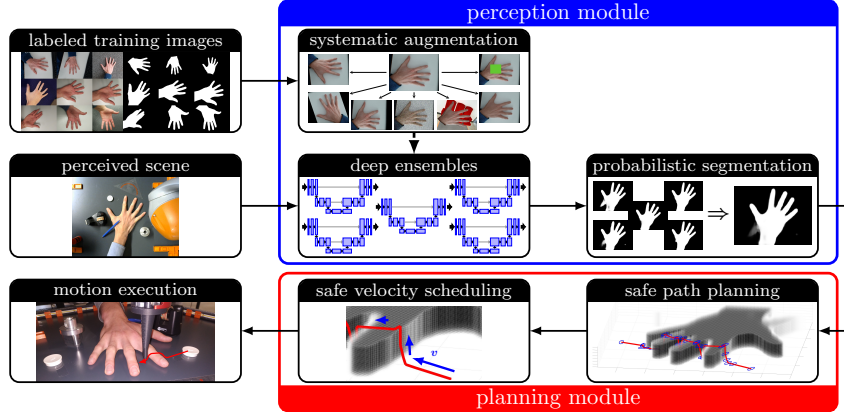 perception module
labeled training images
systematic augmentation
perceived scene
deep ensembles
probabilistic segmentation
⇒
motion execution
safe velocity scheduling
safe path planning
v
planning module